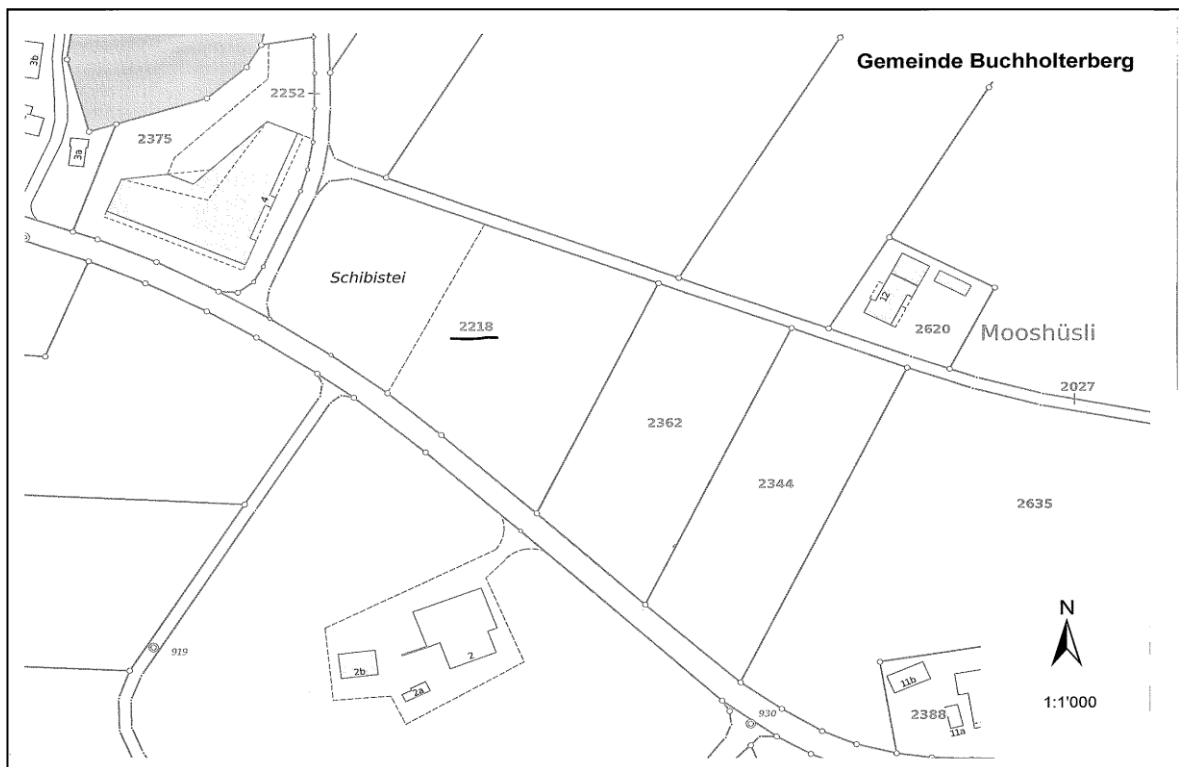 Gemeinde Buchholterberg
3b
2252
2375
3a
4
Schibistei
2218
12
2620
Mooshüsli
2027
2362
2344
2635
919
2b
2a
2
930
11b
2388
11a
N
1:1'000